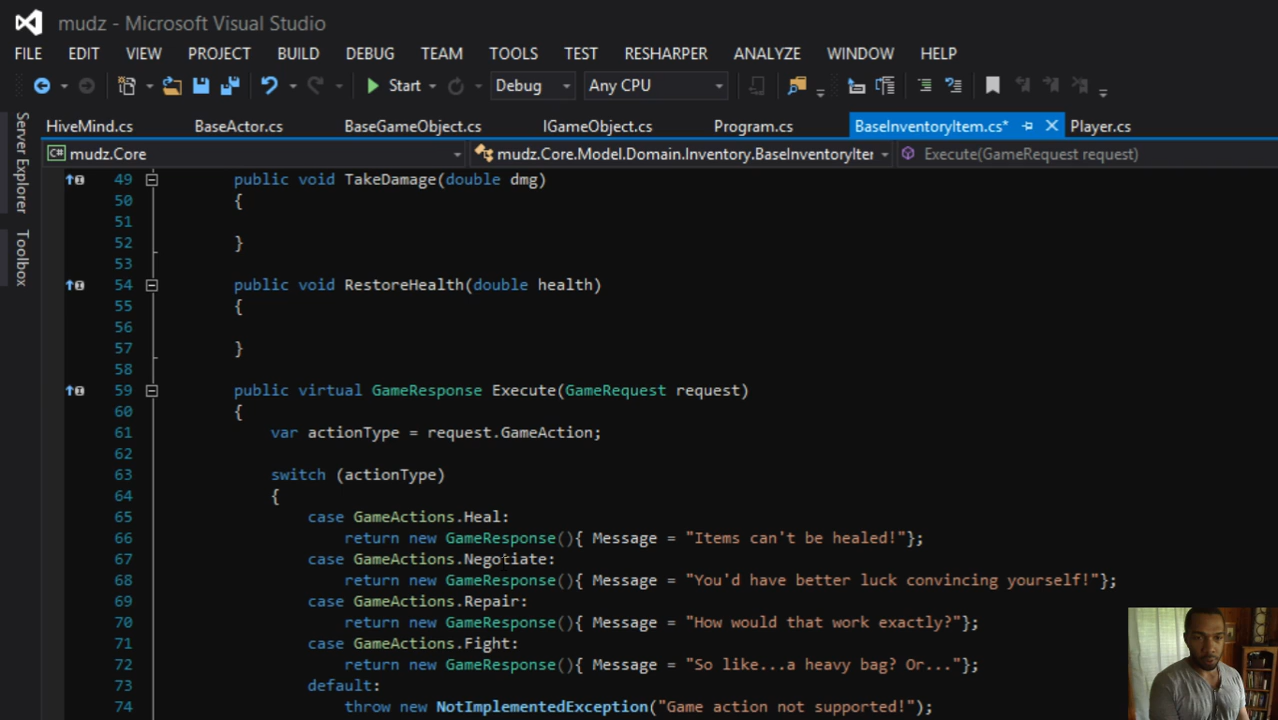 mudz - Microsoft Visual Studio
FILE EDIT VIEW PROJECT BUILD DEBUG TEAM TOOLS TEST RESHARPER ANALYZE WINDOW HELP
Start Debug Any CPU
HiveMind.cs BaseActor.cs BaseGameObject.cs IGameObject.cs Program.cs BaseInventoryItem.cs* Player.cs
C# mudz.Core mudz.Core.Model.Domain.Inventory.BaseInventoryIter Execute(GameRequest request)
Server Explorer
Toolbox
49 public void TakeDamage(double dmg)
50 {
51
52 }
53
54 public void RestoreHealth(double health)
55 {
56
57 }
58
59 public virtual GameResponse Execute(GameRequest request)
60 {
61 var actionType = request.GameAction;
62
63 switch (actionType)
64 {
65 case GameActions.Heal:
66 return new GameResponse(){ Message = "Items can't be healed!"};
67 case GameActions.Negotiate:
68 return new GameResponse(){ Message = "You'd have better luck convincing yourself!"};
69 case GameActions.Repair:
70 return new GameResponse(){ Message = "How would that work exactly?"};
71 case GameActions.Fight:
72 return new GameResponse(){ Message = "So like...a heavy bag? Or..."};
73 default:
74 throw new NotImplementedException("Game action not supported!");